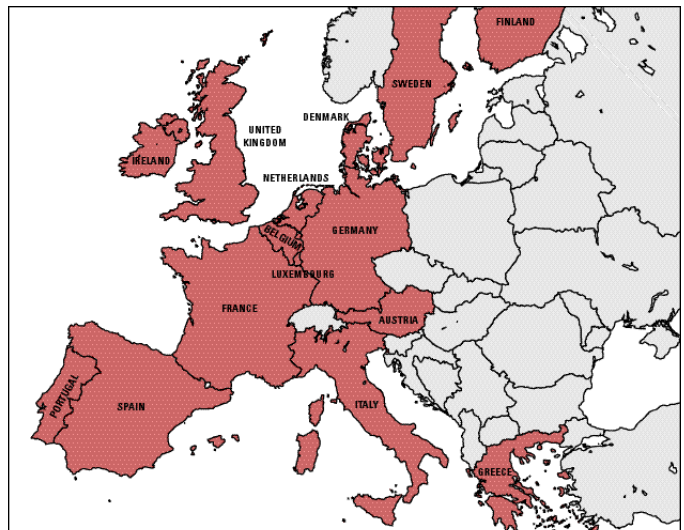 FINLAND
SWEDEN
DENMARK
UNITED
KINGDOM
IRELAND
NETHERLANDS
BELGIUM
GERMANY
LUXEMBOURG
FRANCE
AUSTRIA
PORTUGAL
SPAIN
ITALY
GREECE